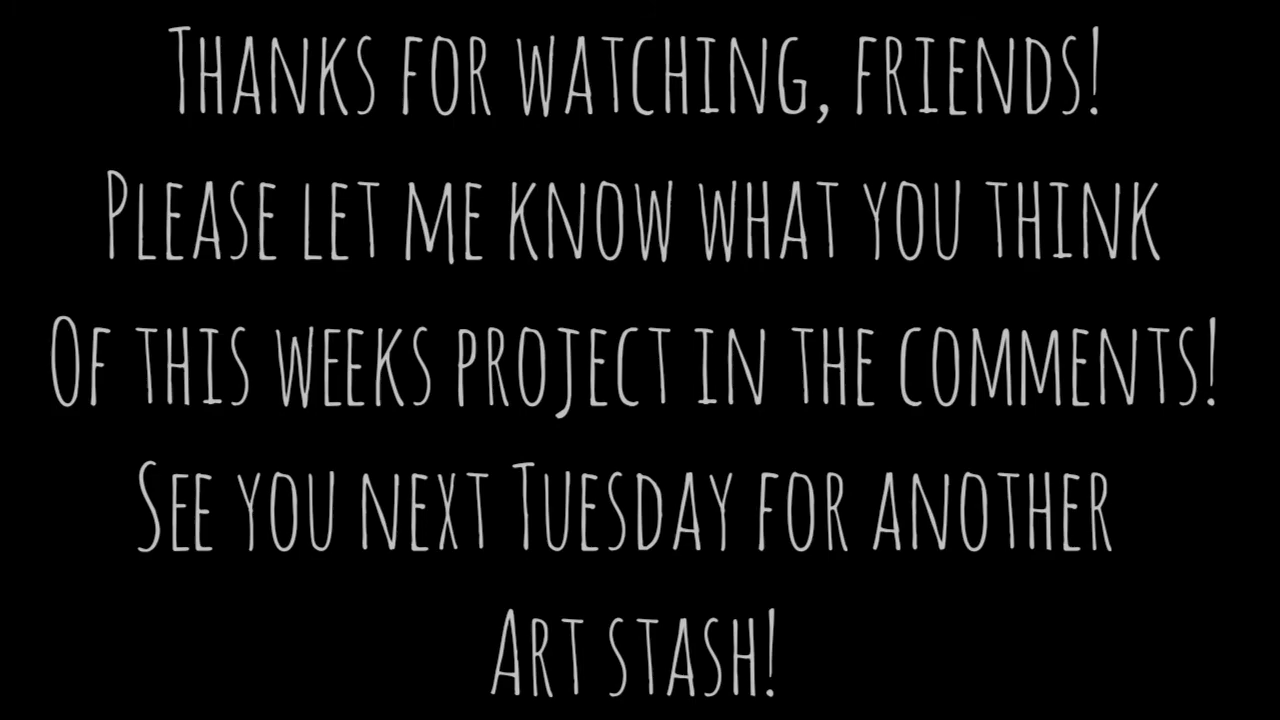 Thanks for watching, friends!
Please let me know what you think
Of this weeks project in the comments!
See you next Tuesday for another
Art stash!